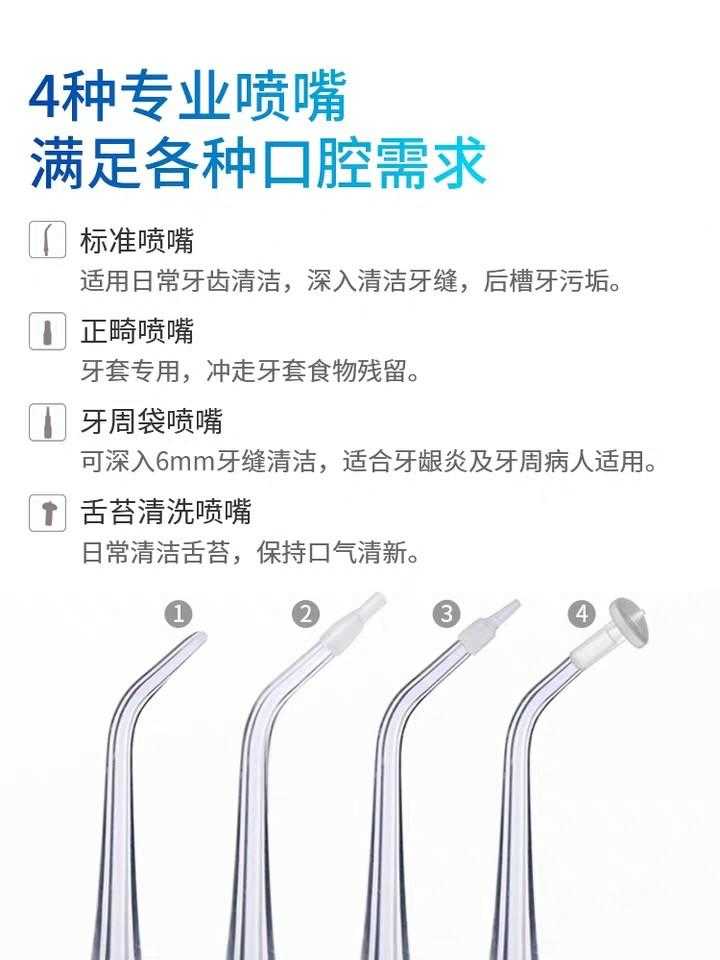 4种专业喷嘴
满足各种口腔需求
标准喷嘴
适用日常牙齿清洁，深入清洁牙缝，后槽牙污垢。
正畸喷嘴
牙套专用，冲走牙套食物残留。
牙周袋喷嘴
可深入6mm牙缝清洁，适合牙龈炎及牙周病人适用。
舌苔清洗喷嘴
日常清洁舌苔，保持口气清新。
1 2 3 4